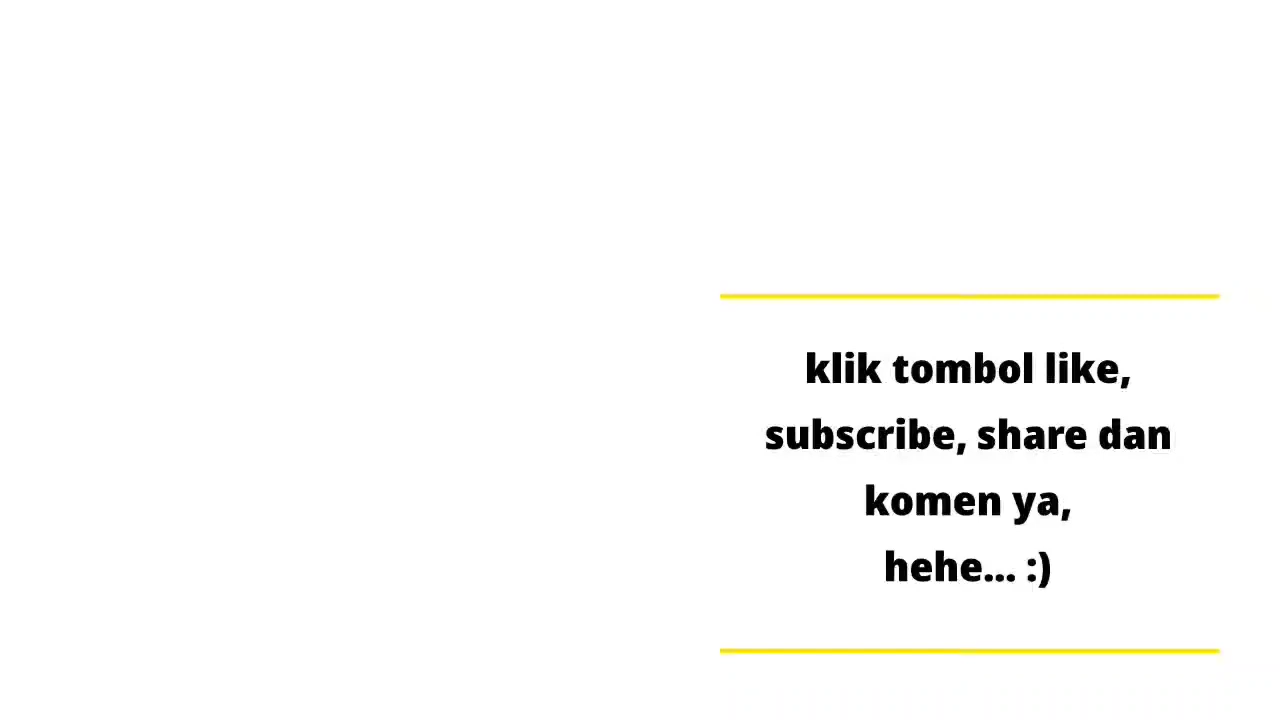 klik tombol like,
subscribe, share dan
komen ya,
hehe... :)